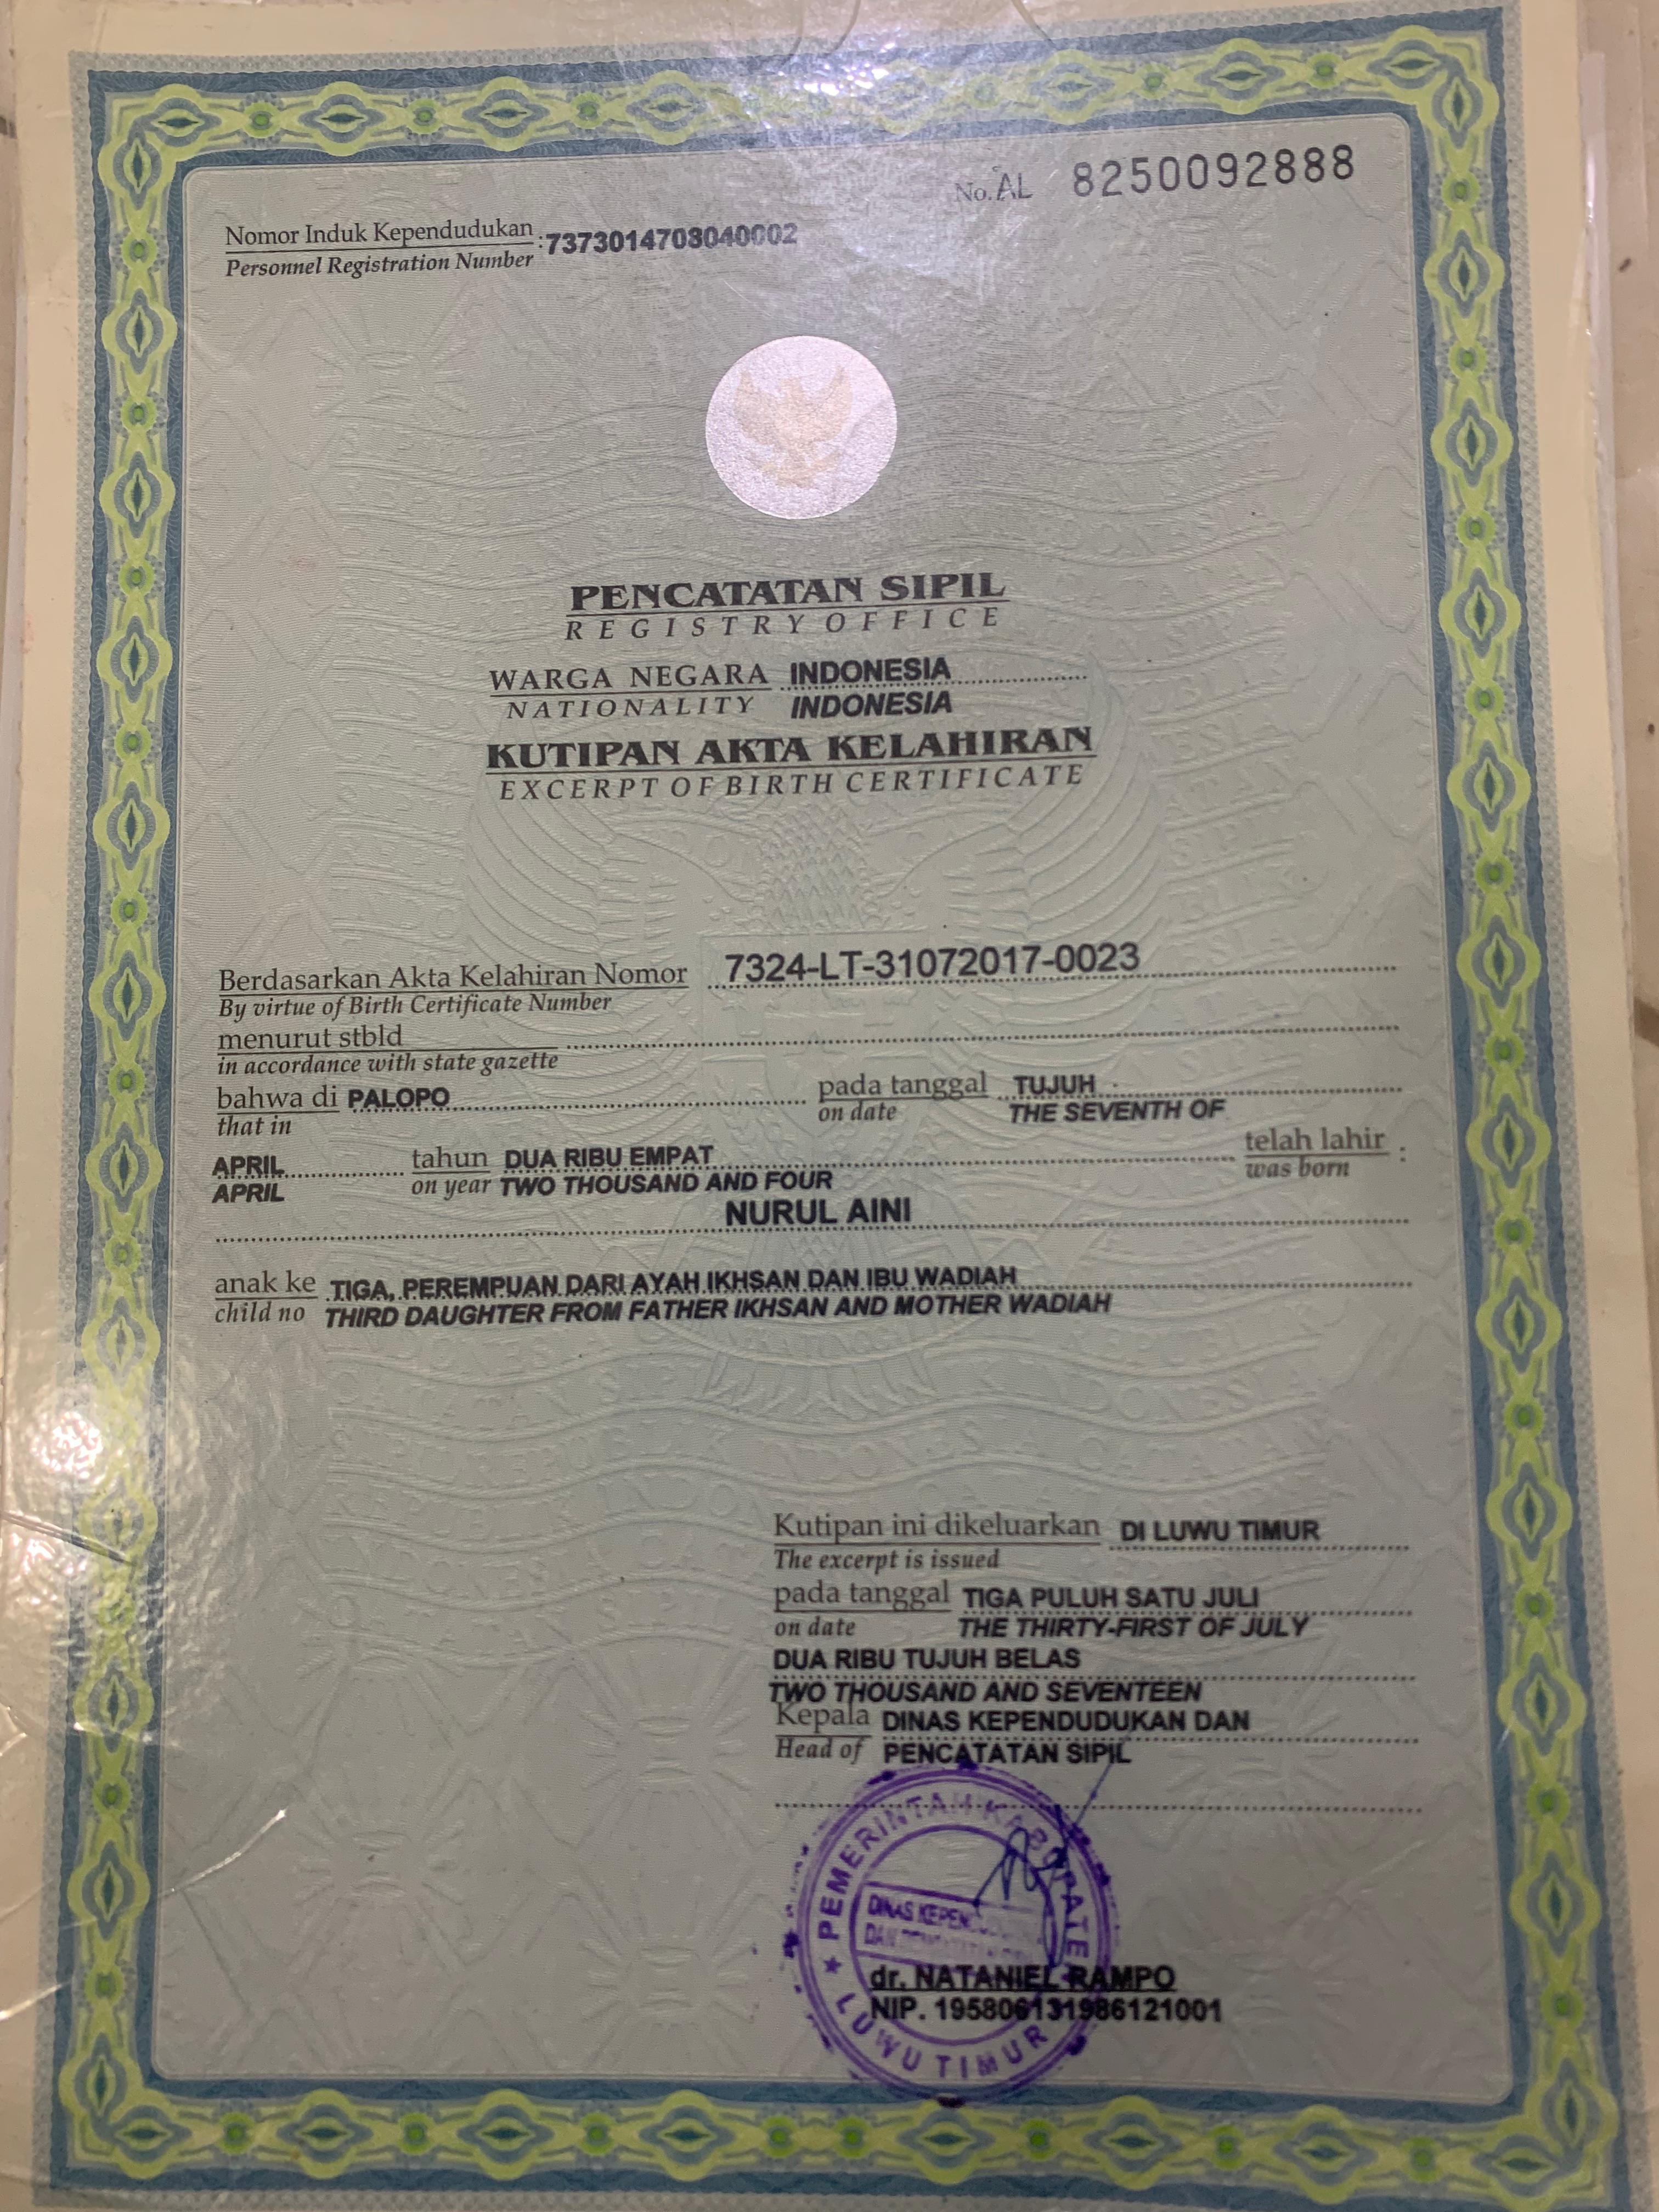 No. AL 8250092888
Nomor Induk Kependudukan :7373014703040002
Personnel Registration Number
PENCATATAN SIPIL
REGISTRY OFFICE
WARGA NEGARA INDONESIA
NATIONALITY INDONESIA
KUTIPAN AKTA KELAHIRAN
EXCERPT OF BIRTH CERTIFICATE
Berdasarkan Akta Kelahiran Nomor 7324-LT-31072017-0023
By virtue of Birth Certificate Number
menurut stbld
in accordance with state gazette
bahwa di PALOPO pada tanggal TUJUH
that in on date THE SEVENTH OF
APRIL tahun DUA RIBU EMPAT telah lahir :
APRIL on year TWO THOUSAND AND FOUR was born
NURUL AINI
anak ke TIGA, PEREMPUAN DARI AYAH IKHSAN DAN IBU WADIAH
child no THIRD DAUGHTER FROM FATHER IKHSAN AND MOTHER WADIAH
Kutipan ini dikeluarkan DI LUWU TIMUR
The excerpt is issued
pada tanggal TIGA PULUH SATU JULI
on date THE THIRTY-FIRST OF JULY
DUA RIBU TUJUH BELAS
TWO THOUSAND AND SEVENTEEN
Kepala DINAS KEPENDUDUKAN DAN
Head of PENCATATAN SIPIL
PEMERINTAH KABUPATE
DINAS
DAN
LUWU TIMUR
dr. NATANIEL RAMPO
NIP. 195806131986121001